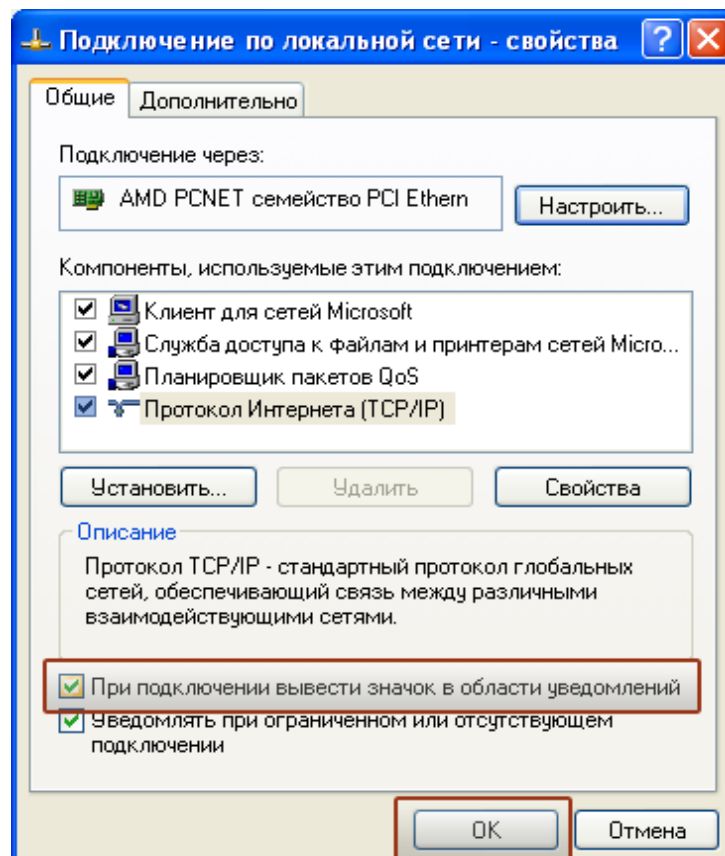 Подключение по локальной сети - свойства
Общие
Дополнительно
Подключение через:
AMD PCNET семейство PCI Ethern
Настроить...
Компоненты, используемые этим подключением:
Клиент для сетей Microsoft
Служба доступа к файлам и принтерам сетей Micro...
Планировщик пакетов QoS
Протокол Интернета (TCP/IP)
Установить...
Удалить
Свойства
Описание
Протокол TCP/IP - стандартный протокол глобальных
сетей, обеспечивающий связь между различными
взаимодействующими сетями.
При подключении вывести значок в области уведомлений
Уведомлять при ограниченном или отсутствующем
подключении
OK
Отмена